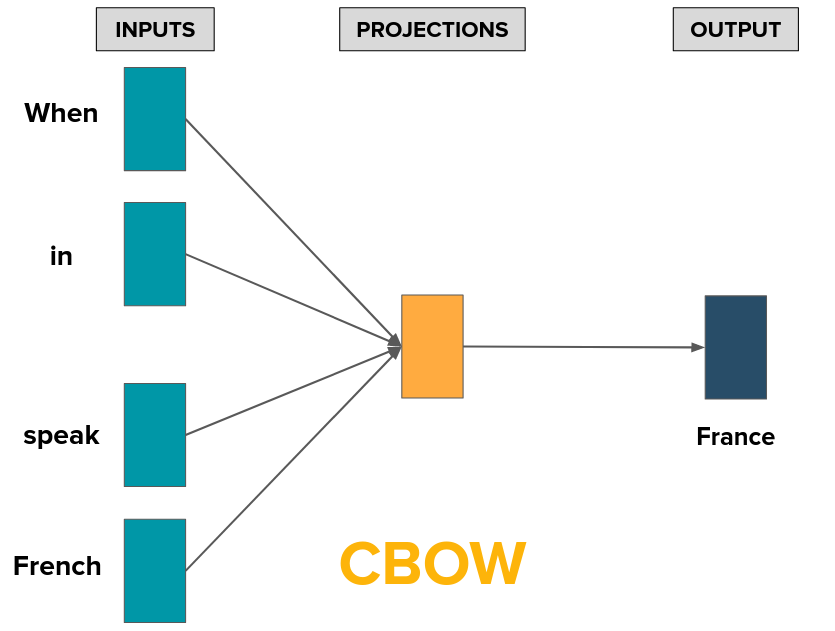 INPUTS
PROJECTIONS
OUTPUT
When
in
speak
France
French
CBOW